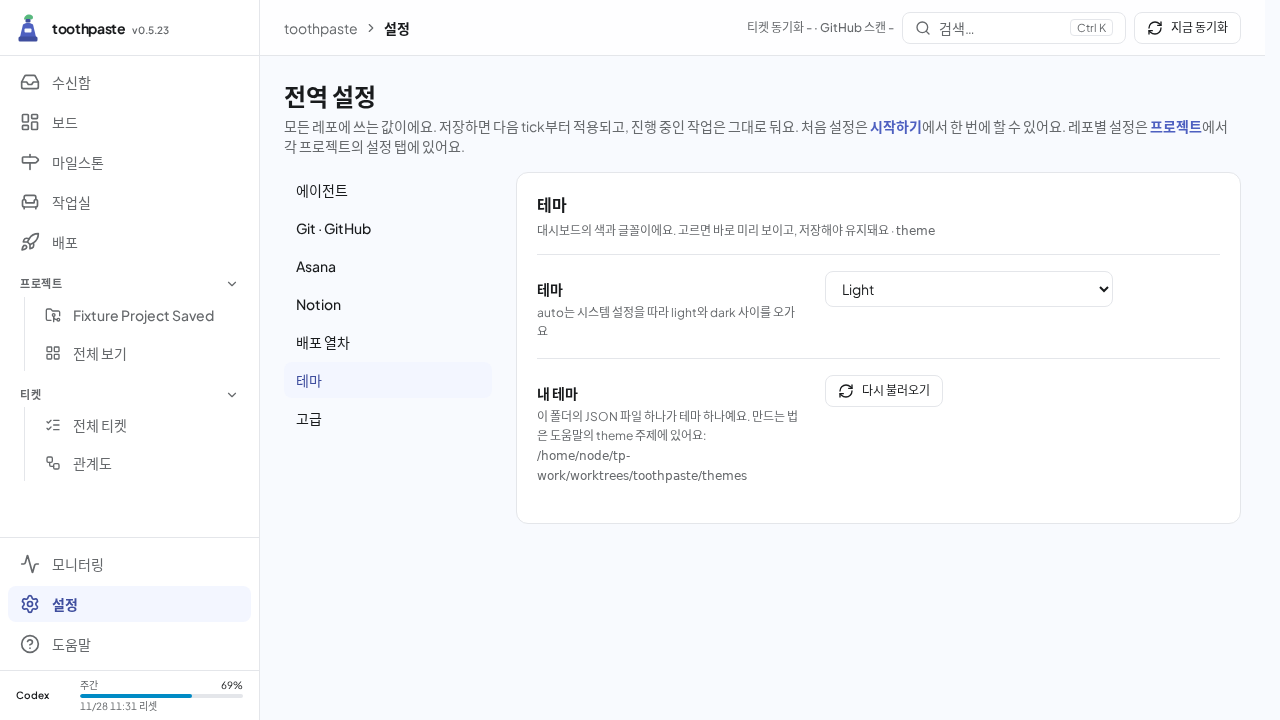 toothpaste v0.5.23
수신함
보드
마일스톤
작업실
배포
프로젝트
Fixture Project Saved
전체 보기
티켓
전체 티켓
관계도
모니터링
설정
도움말
Codex
주간 69%
11/28 11:31 리셋
toothpaste > 설정
티켓 동기화 - · GitHub 스캔 -
검색...
Ctrl K
지금 동기화
전역 설정
모든 레포에 쓰는 값이에요. 저장하면 다음 tick부터 적용되고, 진행 중인 작업은 그대로 둬요. 처음 설정은 시작하기에서 한 번에 할 수 있어요. 레포별 설정은 프로젝트에서
각 프로젝트의 설정 탭에 있어요.
에이전트
Git · GitHub
Asana
Notion
배포 열차
테마
고급
테마
대시보드의 색과 글꼴이에요. 고르면 바로 미리 보이고, 저장해야 유지돼요 · theme
테마
auto는 시스템 설정을 따라 light와 dark 사이를 오가
요
Light
내 테마
이 폴더의 JSON 파일 하나가 테마 하나예요. 만드는 법
은 도움말의 theme 주제에 있어요:
/home/node/tp-
work/worktrees/toothpaste/themes
다시 불러오기